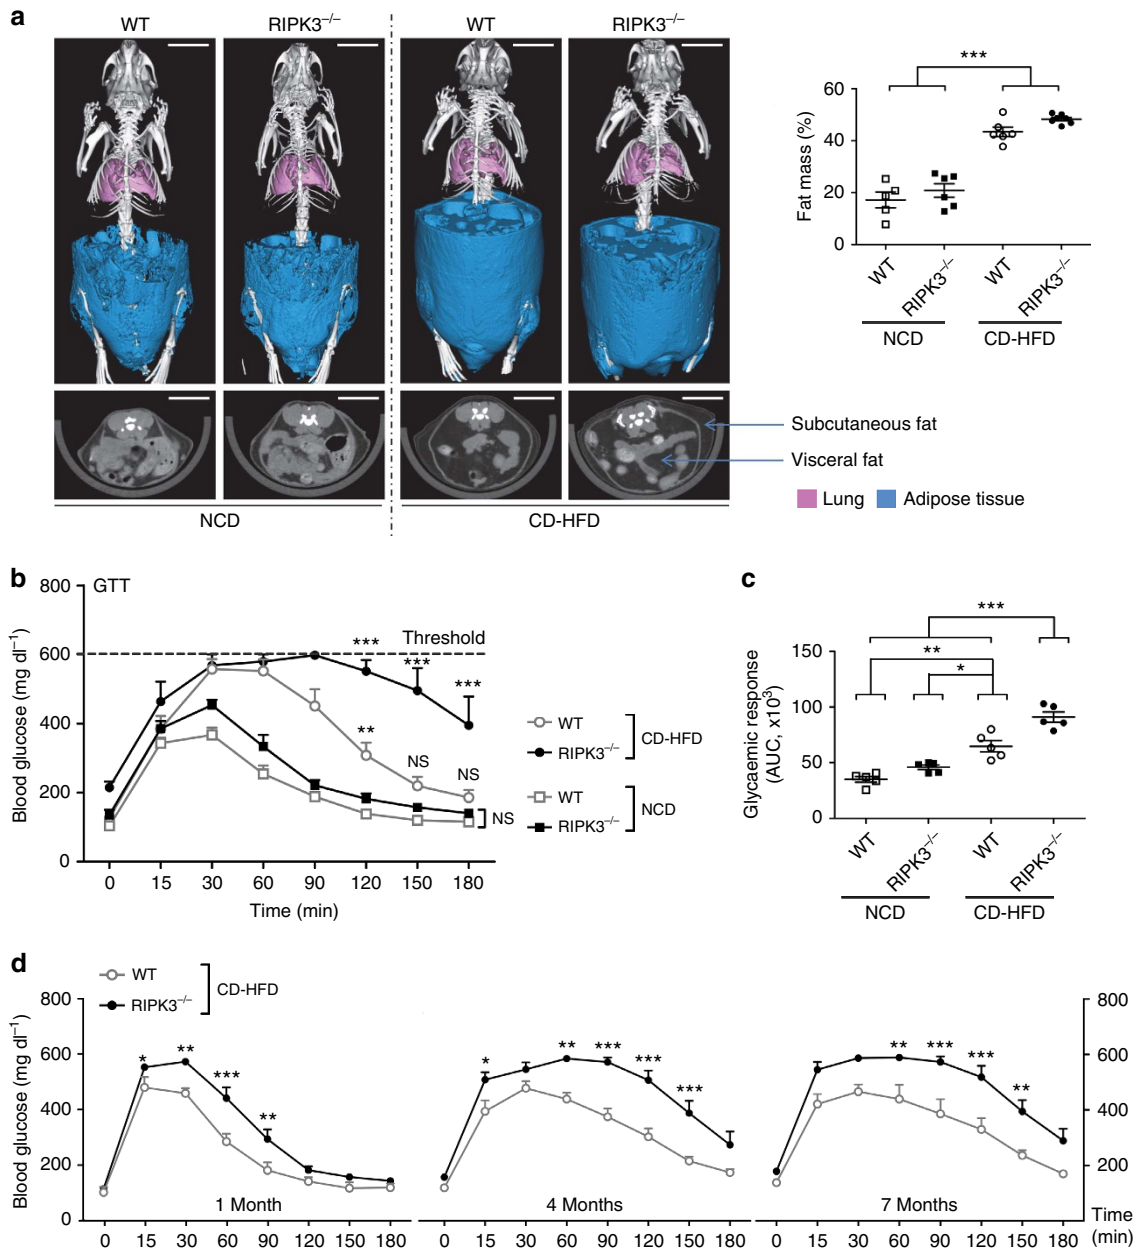 a
WT
RIPK3⁻/⁻
WT
RIPK3⁻/⁻
NCD
CD-HFD
Subcutaneous fat
Visceral fat
Lung
Adipose tissue
Fat mass (%)
60
40
20
0
***
WT
RIPK3⁻/⁻
WT
RIPK3⁻/⁻
NCD
CD-HFD
b
GTT
Blood glucose (mg dl⁻¹)
800
600
400
200
0
Threshold
***
***
***
**
NS
NS
NS
0 15 30 60 90 120 150 180
Time (min)
WT
RIPK3⁻/⁻
CD-HFD
WT
RIPK3⁻/⁻
NCD
c
Glycaemic response
(AUC, x10³)
150
100
50
0
***
**
*
WT
RIPK3⁻/⁻
WT
RIPK3⁻/⁻
NCD
CD-HFD
d
WT
RIPK3⁻/⁻
CD-HFD
Blood glucose (mg dl⁻¹)
800
600
400
200
0
* ** *** **
1 Month
0 15 30 60 90 120 150 180
* ** *** *** ***
4 Months
0 15 30 60 90 120 150 180
** *** *** **
7 Months
0 15 30 60 90 120 150 180
800
600
400
200
Time
(min)